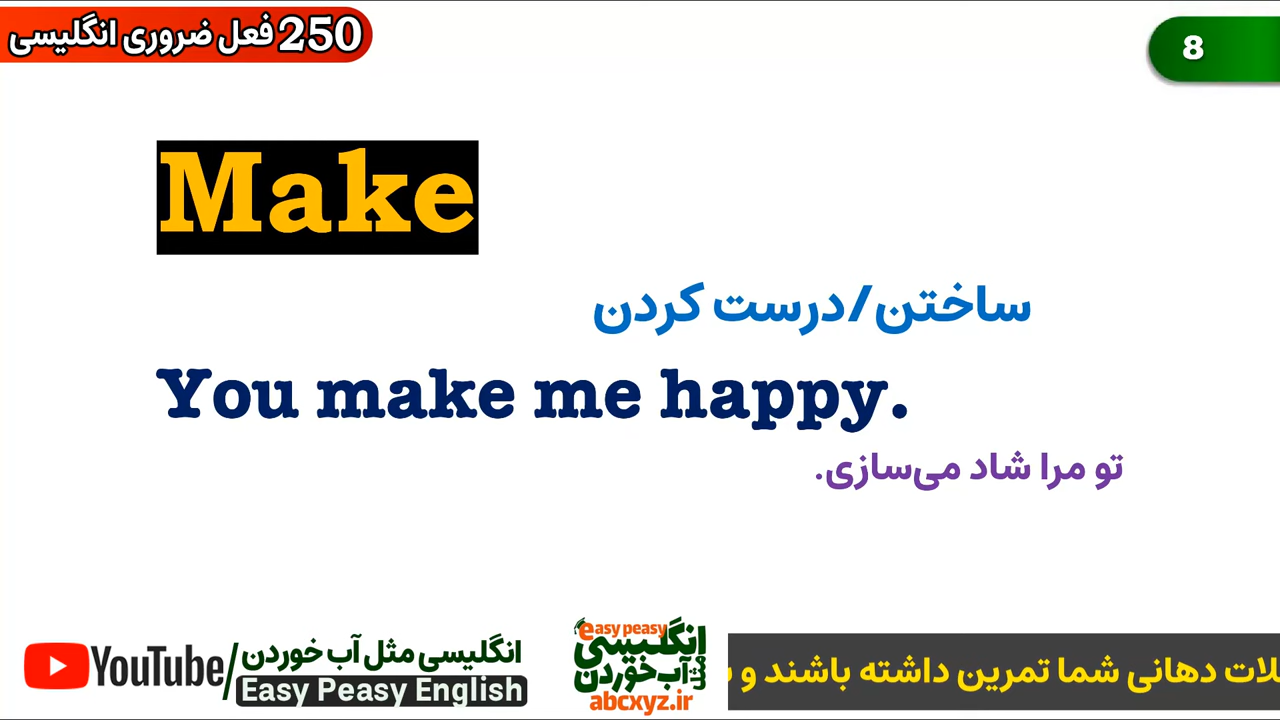 250 فعل ضروری انگلیسی
8
Make
ساختن/درست کردن
You make me happy.
تو مرا شاد می‌سازی.
YouTube/انگلیسی مثل آب خوردن
Easy Peasy English
easy peasy
انگلیسی
مثل آب خوردن
abcxyz.ir
دهانی شما تمرین داشته باشند و